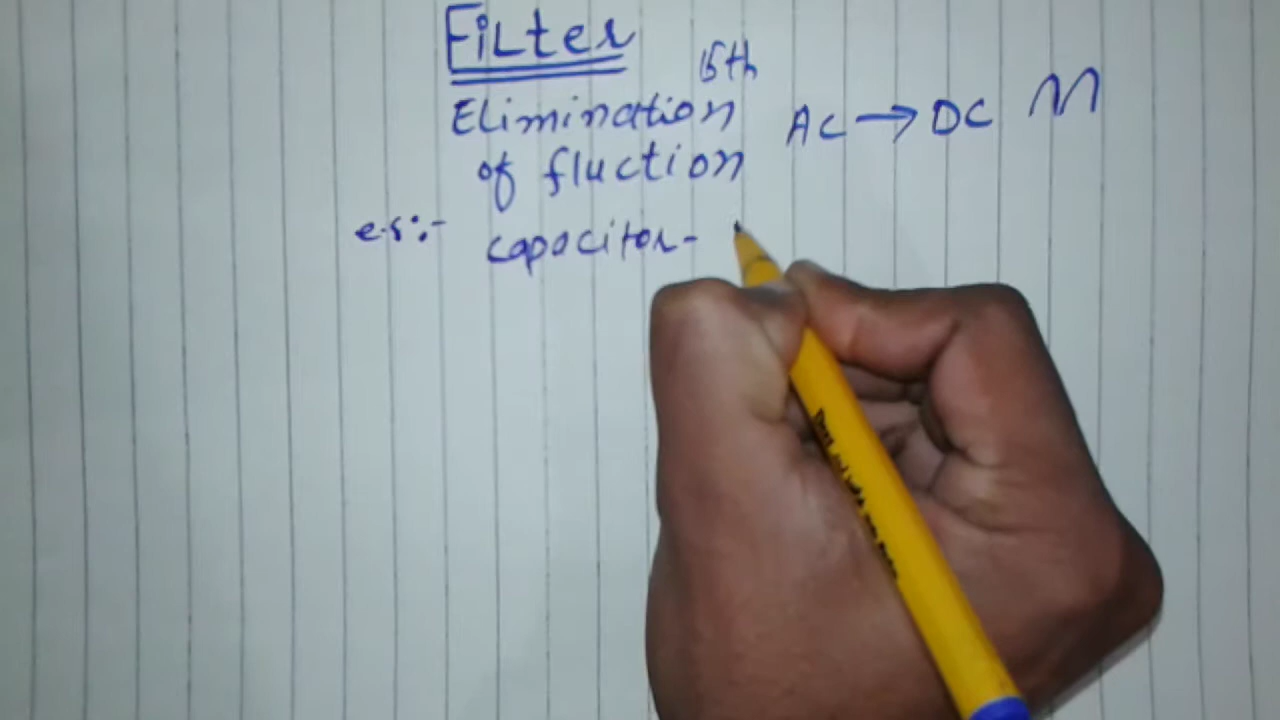 Filter
15th
Elimination AC → DC
of fluction
capacitor-